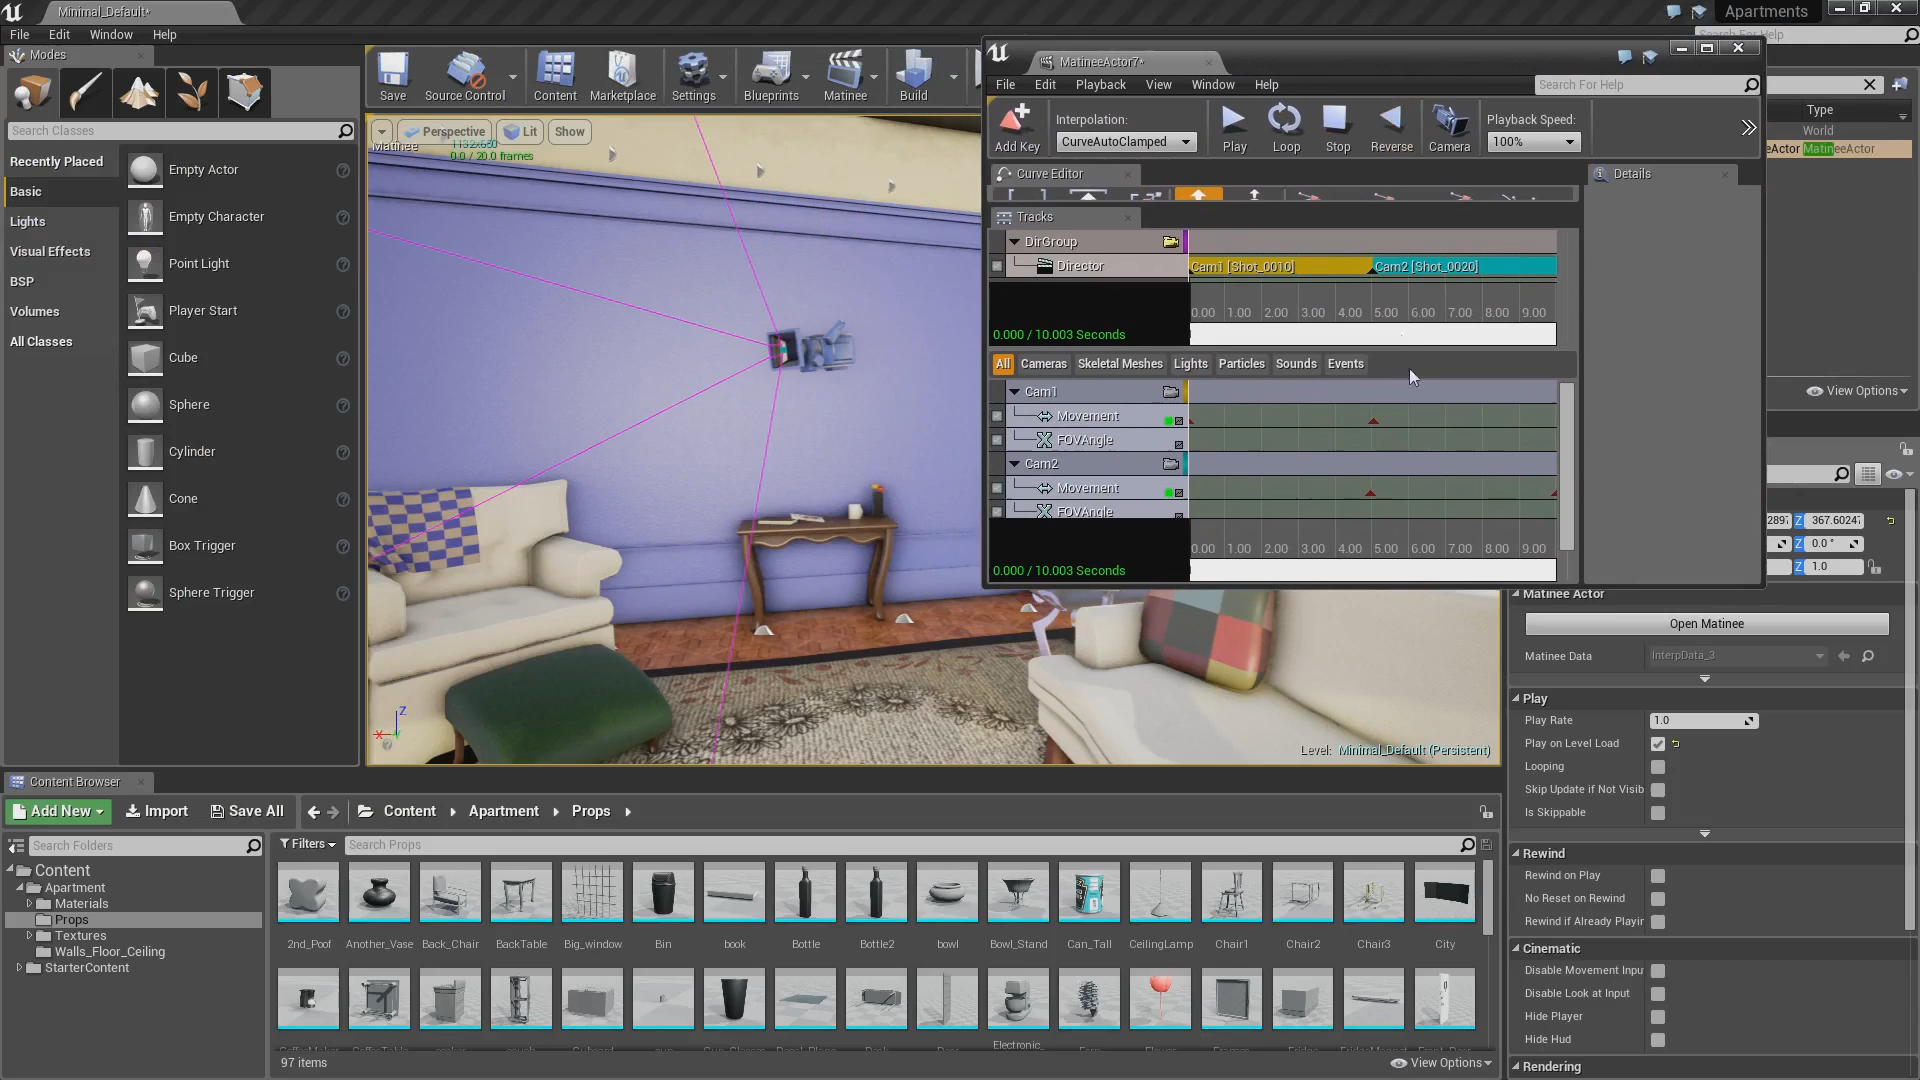 Minimal_Default*
Apartments
File Edit Window Help
Search For Help
Modes
Search Classes
Recently Placed
Basic
Lights
Visual Effects
BSP
Volumes
All Classes
Empty Actor
Empty Character
Point Light
Player Start
Cube
Sphere
Cylinder
Cone
Box Trigger
Sphere Trigger
Save
Source Control
Content
Marketplace
Settings
Blueprints
Matinee
Build
Perspective
Lit
Show
Matinee
1132x650
0.0 / 20.0 frames
Z
X
Level: Minimal_Default (Persistent)
MatineeActor7*
File Edit Playback View Window Help
Search For Help
Add Key
Interpolation:
CurveAutoClamped
Play
Loop
Stop
Reverse
Camera
Playback Speed:
100%
Curve Editor
Details
Tracks
DirGroup
Director
Cam1 [Shot_0010]
Cam2 [Shot_0020]
0.00 1.00 2.00 3.00 4.00 5.00 6.00 7.00 8.00 9.00
0.000 / 10.003 Seconds
All Cameras Skeletal Meshes Lights Particles Sounds Events
Cam1
Movement
FOVAngle
Cam2
Movement
FOVAngle
0.00 1.00 2.00 3.00 4.00 5.00 6.00 7.00 8.00 9.00
0.000 / 10.003 Seconds
Type
World
eActor MatineeActor
View Options
Z 367.60247
Z 0.0 °
Z 1.0
Matinee Actor
Open Matinee
Matinee Data InterpData_3
Play
Play Rate 1.0
Play on Level Load
Looping
Skip Update if Not Visib
Is Skippable
Rewind
Rewind on Play
No Reset on Rewind
Rewind if Already Playir
Cinematic
Disable Movement Inpu
Disable Look at Input
Hide Player
Hide Hud
Rendering
Content Browser
Add New
Import
Save All
Content
Apartment
Props
Search Folders
Filters
Search Props
Content
Apartment
Materials
Props
Textures
Walls_Floor_Ceiling
StarterContent
2nd_Poof Another_Vase Back_Chair BackTable Big_window Bin book Bottle Bottle2 bowl Bowl_Stand Can_Tall CeilingLamp Chair1 Chair2 Chair3 City
Electronic_
97 items
View Options